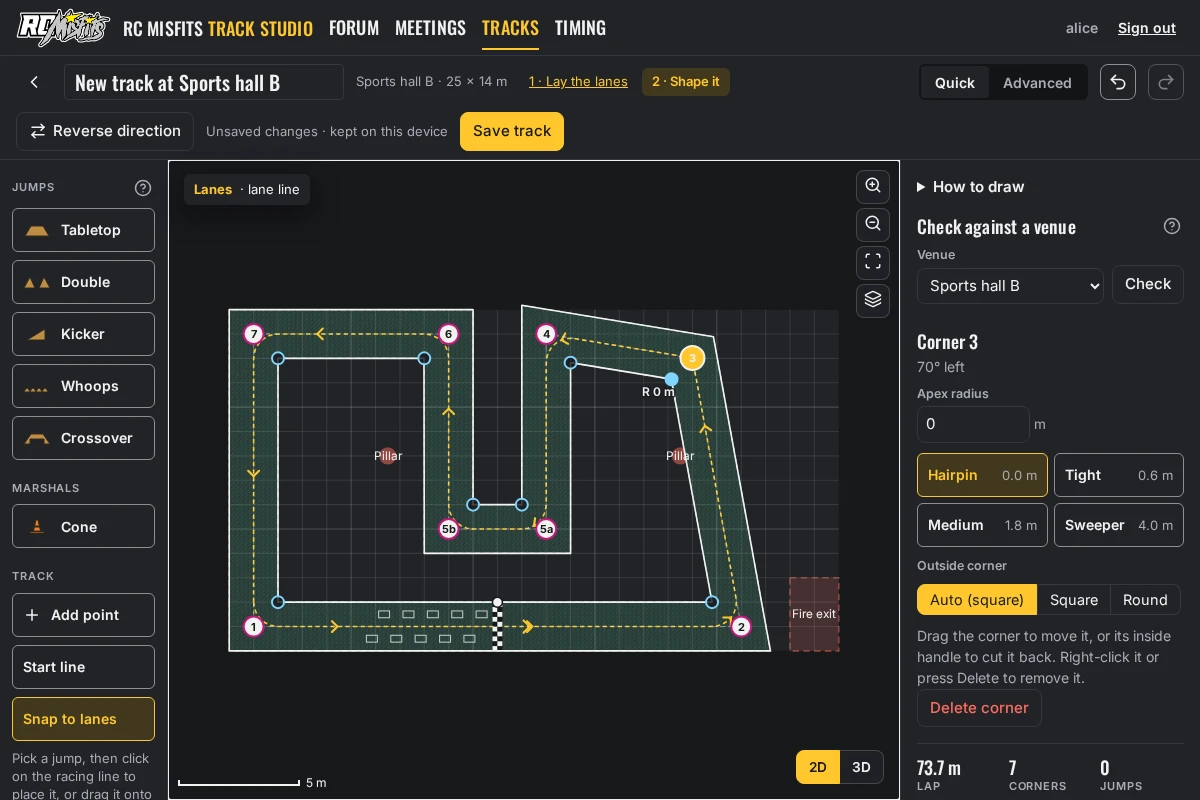 RC Misfits
RC MISFITS TRACK STUDIO
FORUM
MEETINGS
TRACKS
TIMING
alice
Sign out
New track at Sports hall B
Sports hall B · 25 × 14 m
1 · Lay the lanes
2 · Shape it
Quick
Advanced
Reverse direction
Unsaved changes · kept on this device
Save track
JUMPS
?
Tabletop
Double
Kicker
Whoops
Crossover
MARSHALS
Cone
TRACK
+ Add point
Start line
Snap to lanes
Pick a jump, then click
on the racing line to
place it, or drag it onto
Lanes · lane line
7
6
4
3
R 0 m
Pillar
Pillar
5b
5a
Fire exit
1
2
5 m
2D
3D
How to draw
Check against a venue
?
Venue
Sports hall B
Check
Corner 3
70° left
Apex radius
0 m
Hairpin 0.0 m
Tight 0.6 m
Medium 1.8 m
Sweeper 4.0 m
Outside corner
Auto (square)
Square
Round
Drag the corner to move it, or its inside
handle to cut it back. Right-click it or
press Delete to remove it.
Delete corner
73.7 m
LAP
7
CORNERS
0
JUMPS